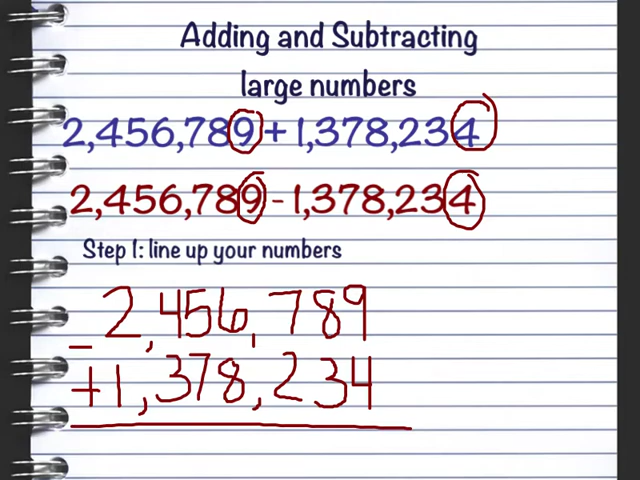 Adding and Subtracting
large numbers
2,456,789 + 1,378,234
2,456,789 - 1,378,234
Step 1: line up your numbers
2,456,789
-
+1,378,234